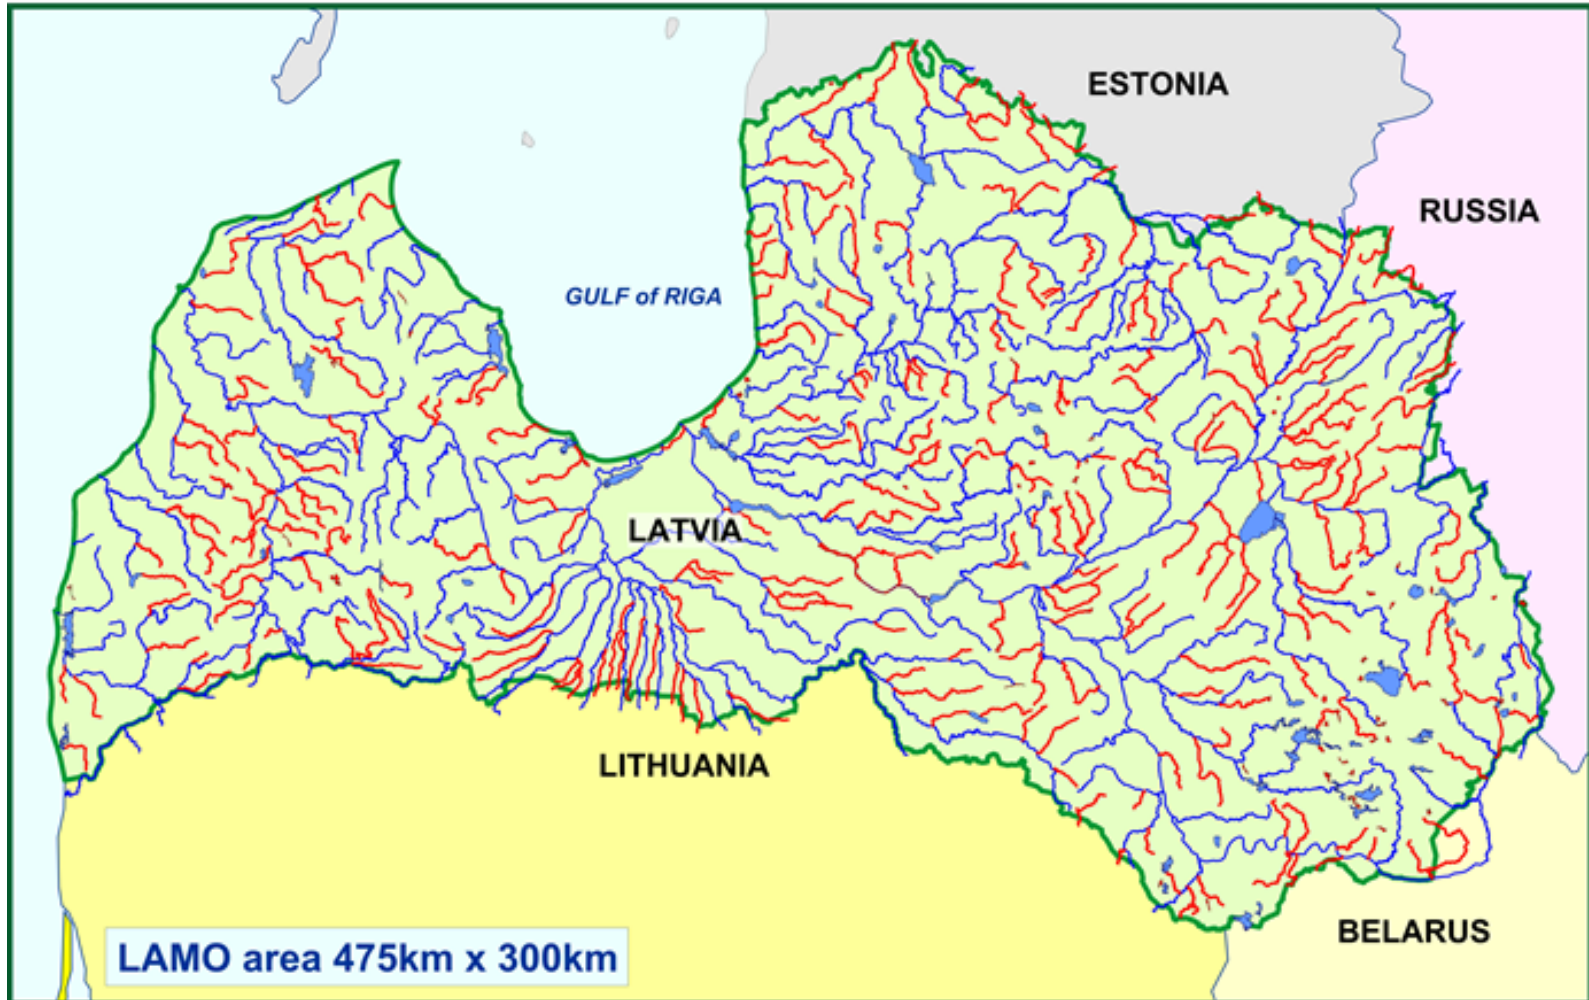 ESTONIA
RUSSIA
GULF of RIGA
LATVIA
LITHUANIA
BELARUS
LAMO area 475km x 300km